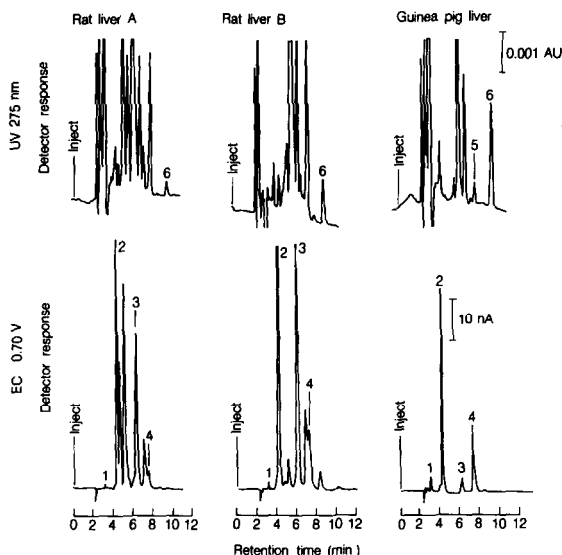 Rat liver A
Rat liver B
Guinea pig liver
UV 275 nm
Detector response
Inject
6
Inject
6
Inject
5
6
0.001 AU
EC 0.70 V
Detector response
Inject
1
2
3
4
Inject
1
2
3
4
Inject
1
2
3
4
10 nA
0 2 4 6 8 10 12
0 2 4 6 8 10 12
0 2 4 6 8 10 12
Retention time (min)